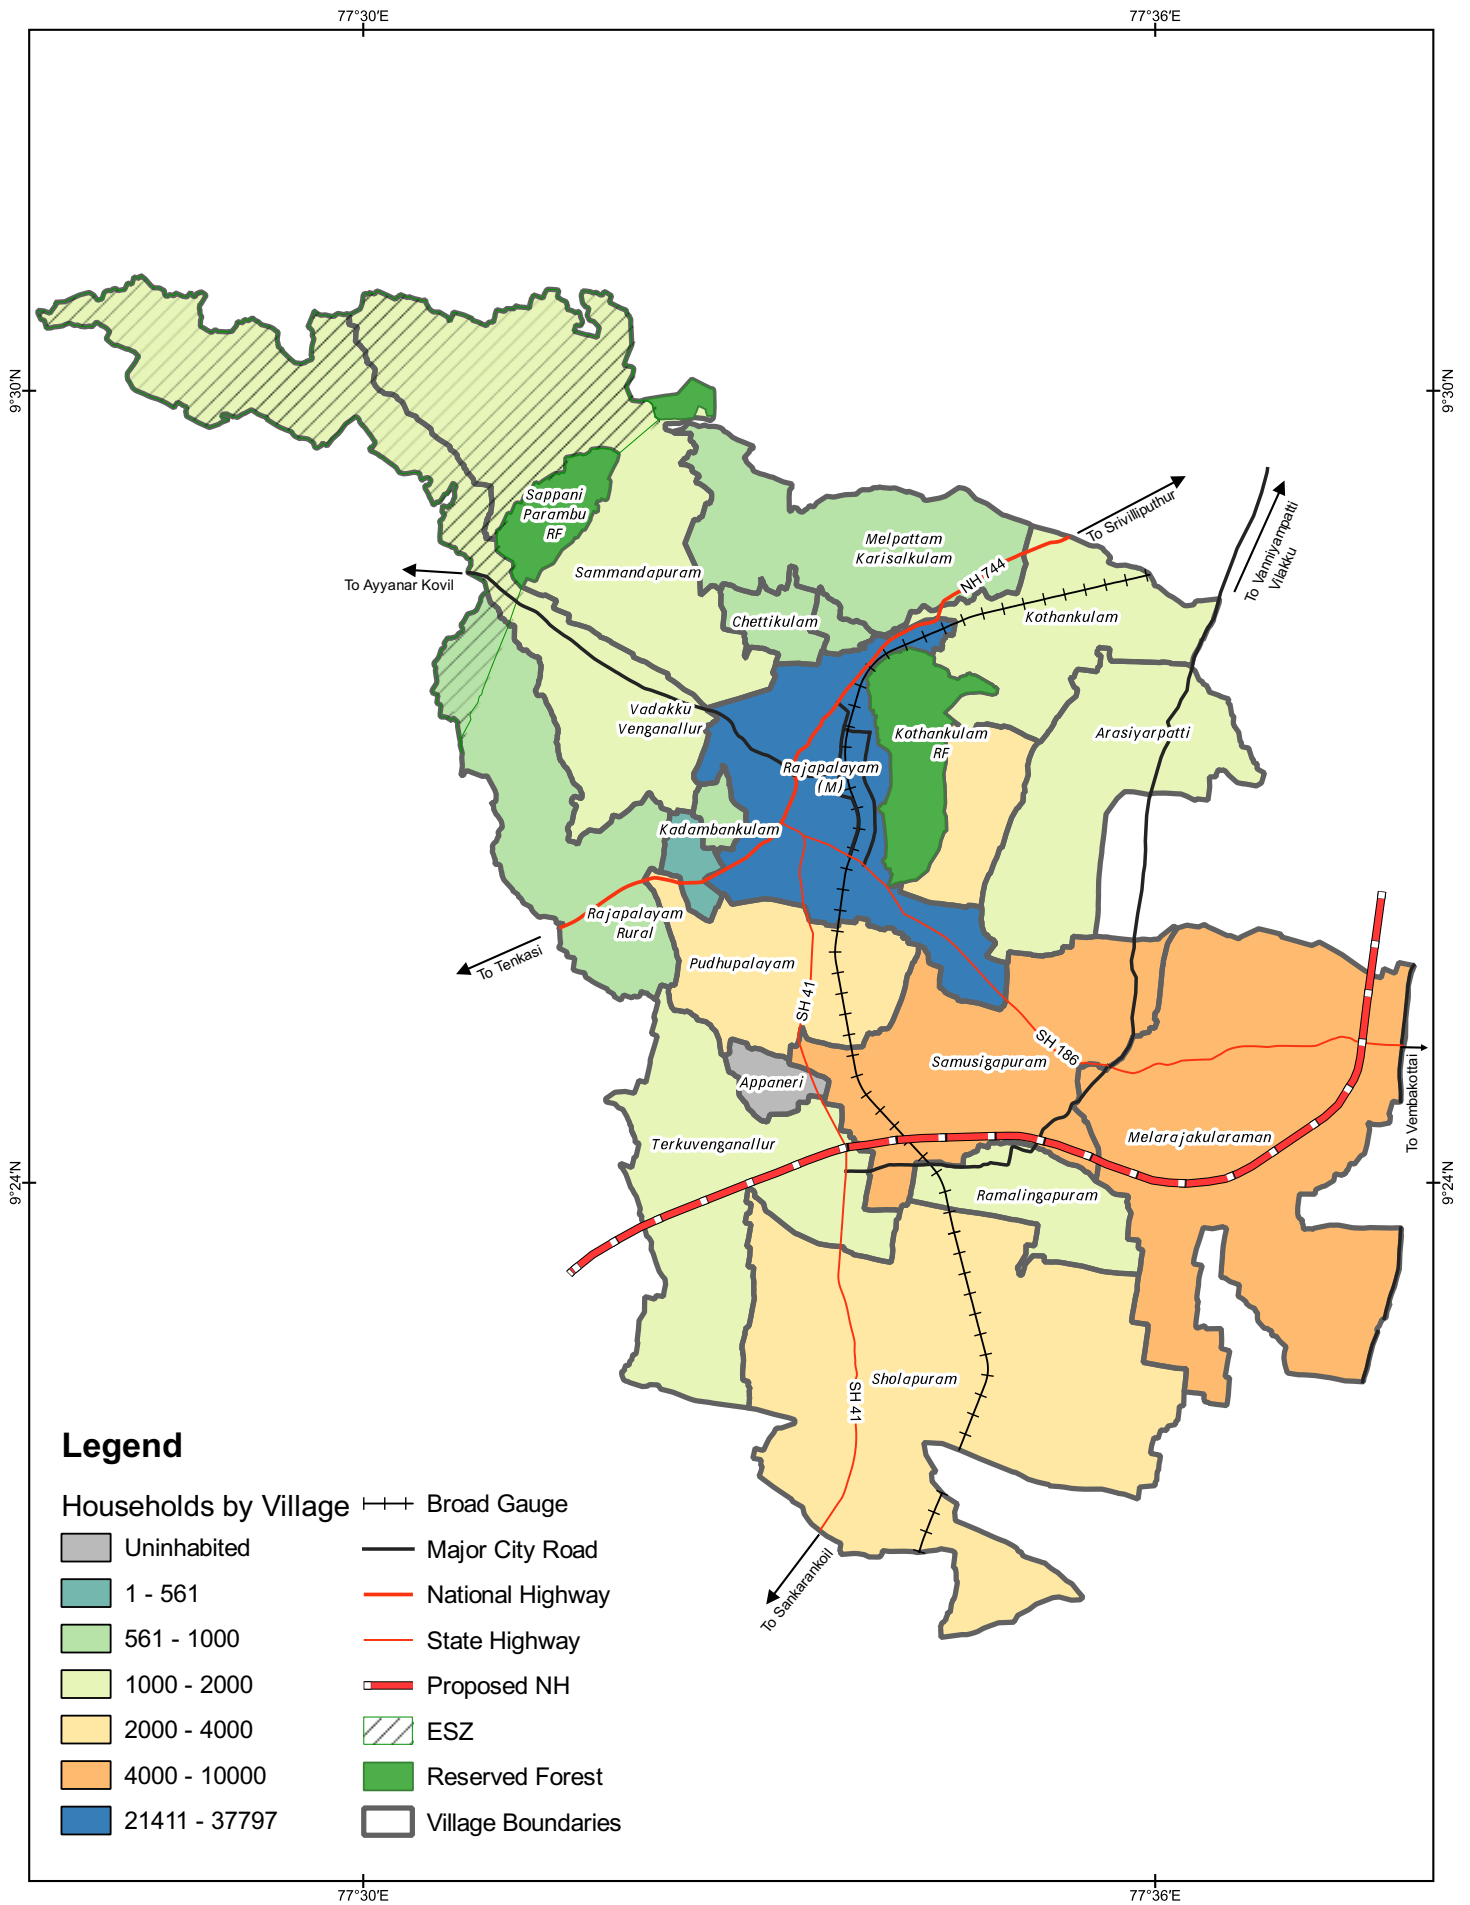 77°30'E
77°36'E
9°30'N
9°30'N
Sappani
Parambu
RF
To Srivilliputhur
To Vanniyampatti
Vilakku
Melpattam
Karisalkulam
Sammandapuram
NH 744
To Ayyanar Kovil
Chettikulam
Kothankulam
Vadakku
Venganallur
Kothankulam
RF
Arasiyarpatti
Rajapalayam
(M)
Kadambankulam
Rajapalayam
Rural
To Tenkasi
Pudhupalayam
SH 41
SH 186
Samusigapuram
Appaneri
To Vembakottai
Melarajakularaman
Terkuvenganallur
Ramalingapuram
9°24'N
9°24'N
Sholapuram
SH 41
To Sankarankoil
Legend
Households by Village
Uninhabited
1 - 561
561 - 1000
1000 - 2000
2000 - 4000
4000 - 10000
21411 - 37797
Broad Gauge
Major City Road
National Highway
State Highway
Proposed NH
ESZ
Reserved Forest
Village Boundaries
77°30'E
77°36'E